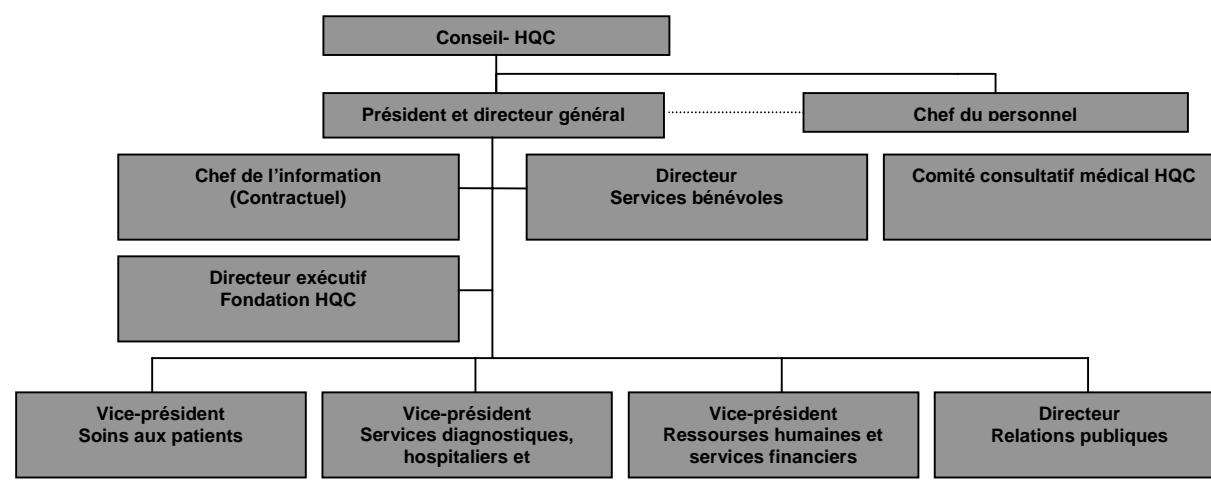 Conseil- HQC
Président et directeur général
Chef du personnel
Chef de l’information
(Contractuel)
Directeur
Services bénévoles
Comité consultatif médical HQC
Directeur exécutif
Fondation HQC
Vice-président
Soins aux patients
Vice-président
Services diagnostiques,
hospitaliers et
Vice-président
Ressourses humaines et
services financiers
Directeur
Relations publiques